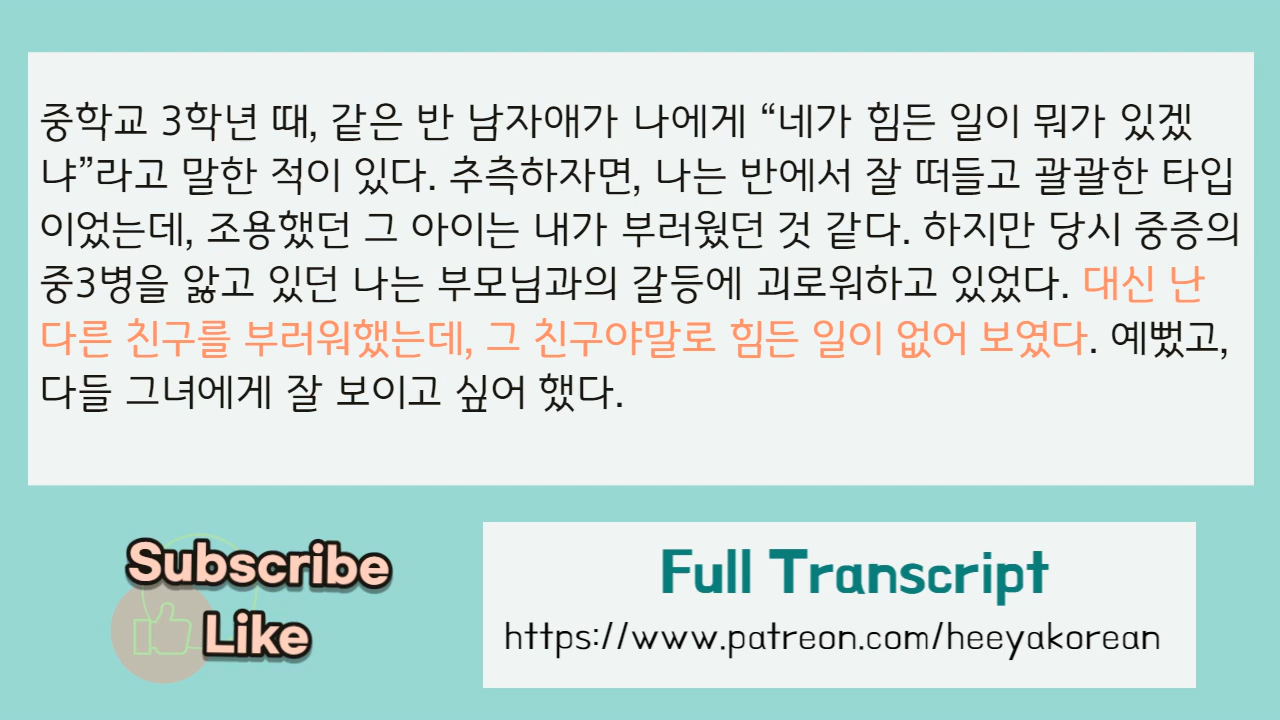 중학교 3학년 때, 같은 반 남자애가 나에게 “네가 힘든 일이 뭐가 있겠
냐”라고 말한 적이 있다. 추측하자면, 나는 반에서 잘 떠들고 괄괄한 타입
이었는데, 조용했던 그 아이는 내가 부러웠던 것 같다. 하지만 당시 중증의
중3병을 앓고 있던 나는 부모님과의 갈등에 괴로워하고 있었다. 대신 난
다른 친구를 부러워했는데, 그 친구야말로 힘든 일이 없어 보였다. 예뻤고,
다들 그녀에게 잘 보이고 싶어 했다.
Subscribe
Like
Full Transcript
https://www.patreon.com/heeyakorean